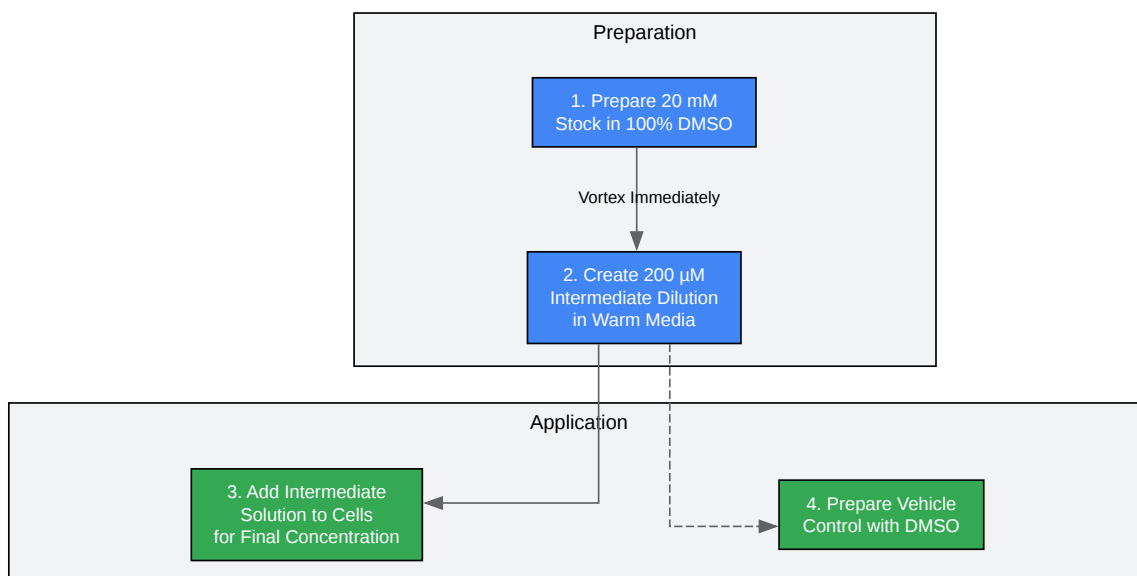 Preparation
1. Prepare 20 mM
Stock in 100% DMSO
Vortex Immediately
2. Create 200 µM
Intermediate Dilution
in Warm Media
Application
3. Add Intermediate
Solution to Cells
for Final Concentration
4. Prepare Vehicle
Control with DMSO